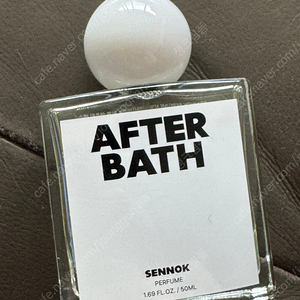 AFTER
BATH
SENNOK
PERFUME
1.69 FL.OZ. / 50ML